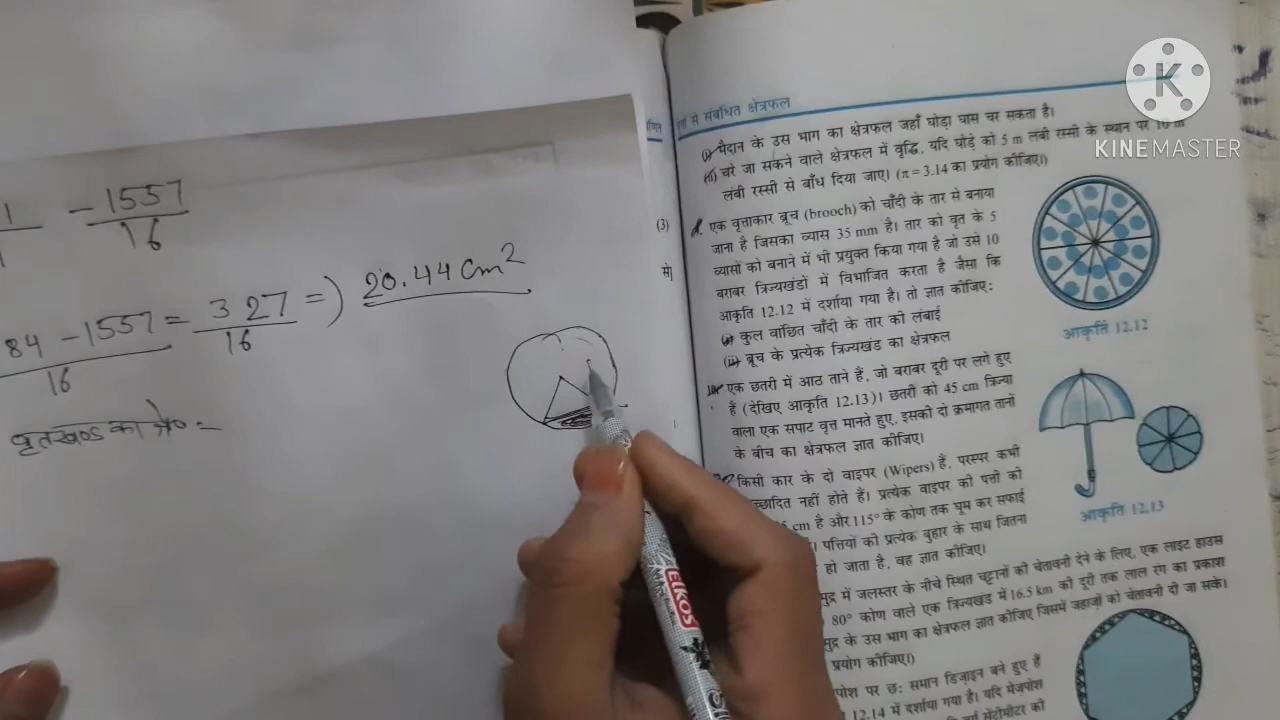 1
- 1557
16
84 - 1557 = 327 =) 20.44 cm²
16
16
वृतखण्ड का क्षे० =
ELKOS
वृत्तों से संबंधित क्षेत्रफल
(i) मैदान के उस भाग का क्षेत्रफल जहाँ घोड़ा घास चर सकता है।
(ii) चरे जा सकने वाले क्षेत्रफल में वृद्धि, यदि घोड़े को 5 m लंबी रस्सी के स्थान पर 10 m
लंबी रस्सी से बाँध दिया जाए। (π = 3.14 का प्रयोग कीजिए।)
(3)
से)
एक वृत्ताकार ब्रूच (brooch) को चाँदी के तार से बनाया
जाना है जिसका व्यास 35 mm है। तार को वृत के 5
व्यासों को बनाने में भी प्रयुक्त किया गया है जो उसे 10
बराबर त्रिज्यखंडों में विभाजित करता है जैसा कि
आकृति 12.12 में दर्शाया गया है। तो ज्ञात कीजिए:
कुल वांछित चाँदी के तार की लंबाई
(ii) ब्रूच के प्रत्येक त्रिज्यखंड का क्षेत्रफल
आकृति 12.12
एक छतरी में आठ ताने हैं, जो बराबर दूरी पर लगे हुए
हैं (देखिए आकृति 12.13)। छतरी को 45 cm त्रिज्या
वाला एक सपाट वृत्त मानते हुए, इसकी दो क्रमागत तानों
के बीच का क्षेत्रफल ज्ञात कीजिए।
आकृति 12.13
किसी कार के दो वाइपर (Wipers) हैं, परस्पर कभी
च्छादित नहीं होते हैं। प्रत्येक वाइपर की पत्ती की
cm है और 115° के कोण तक घूम कर सफाई
। पत्तियों की प्रत्येक बुहार के साथ जितना
हो जाता है, वह ज्ञात कीजिए।
मुद्र में जलस्तर के नीचे स्थित चट्टानों की चेतावनी देने के लिए, एक लाइट हाउस
80° कोण वाले एक त्रिज्यखंड में 16.5 km की दूरी तक लाल रंग का प्रकाश
मुद्र के उस भाग का क्षेत्रफल ज्ञात कीजिए जिसमें जहाज़ों को चेतावनी दी जा सके।
प्रयोग कीजिए।)
पोश पर छ: समान डिज़ाइन बने हुए हैं
12.14 में दर्शाया गया है। यदि मेज़पोश
सेंटीमीटर की
K
KINEMASTER